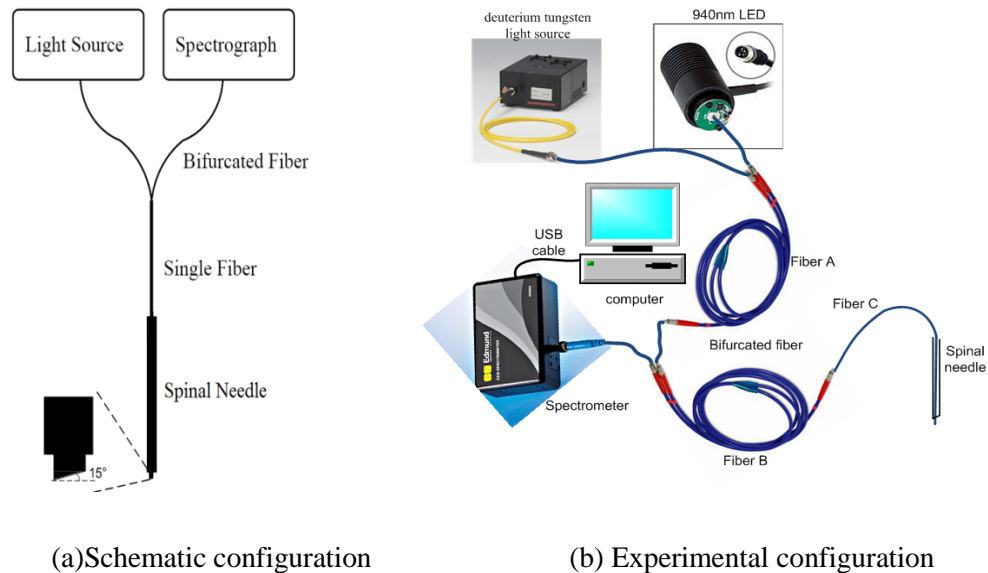 Light Source
Spectrograph
Bifurcated Fiber
Single Fiber
Spinal Needle
15°
(a)Schematic configuration
deuterium tungsten
light source
940nm LED
USB
cable
computer
Fiber A
Fiber C
Bifurcated fiber
Spinal
needle
Edmund
Spectrometer
Fiber B
(b) Experimental configuration